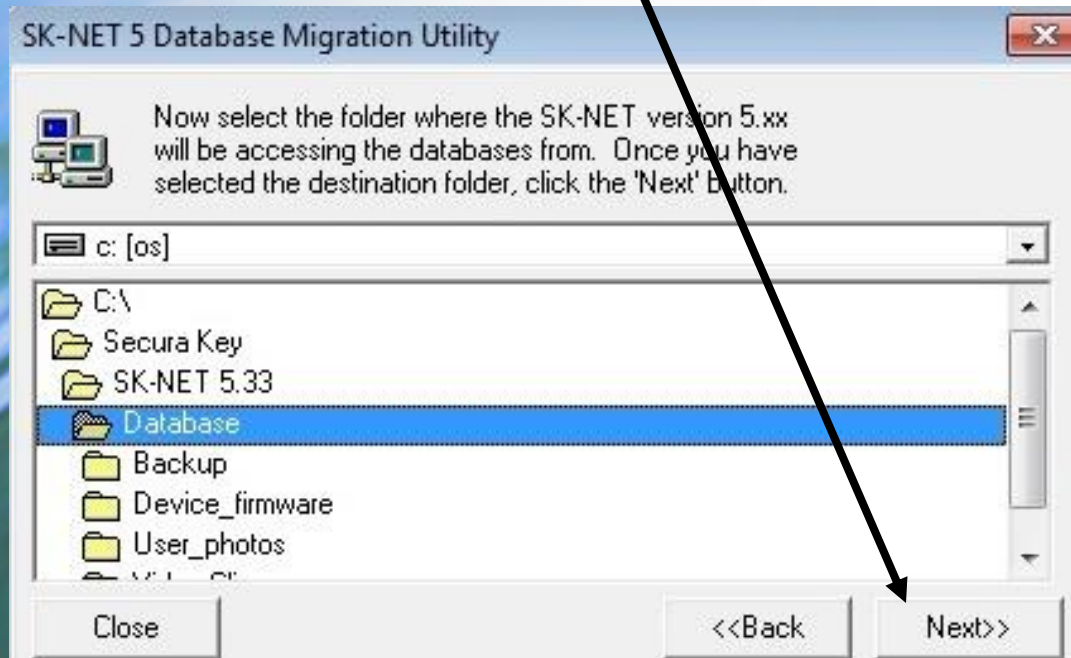 SK-NET 5 Database Migration Utility
Now select the folder where the SK-NET version 5.xx
will be accessing the databases from. Once you have
selected the destination folder, click the 'Next' button.
c: [os]
C:\
Secura Key
SK-NET 5.33
Database
Backup
Device_firmware
User_photos
Close
<<Back
Next>>